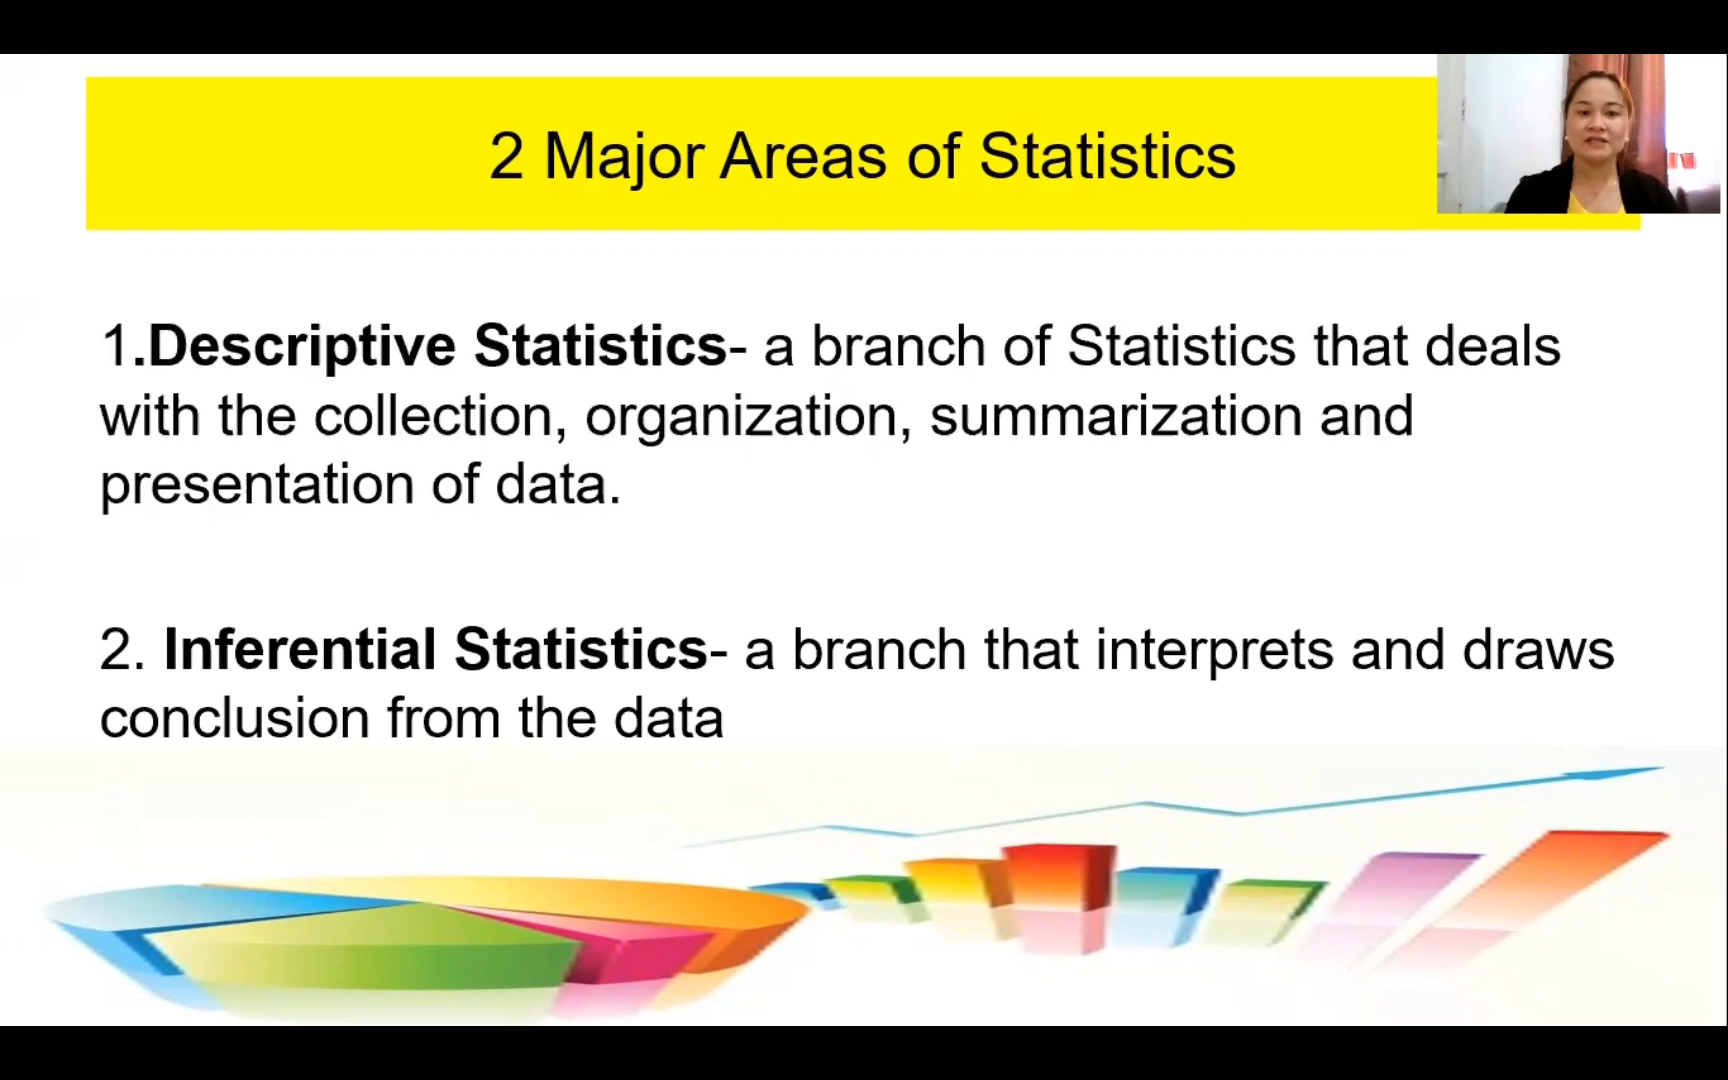 2 Major Areas of Statistics
1.Descriptive Statistics- a branch of Statistics that deals
with the collection, organization, summarization and
presentation of data.
2. Inferential Statistics- a branch that interprets and draws
conclusion from the data